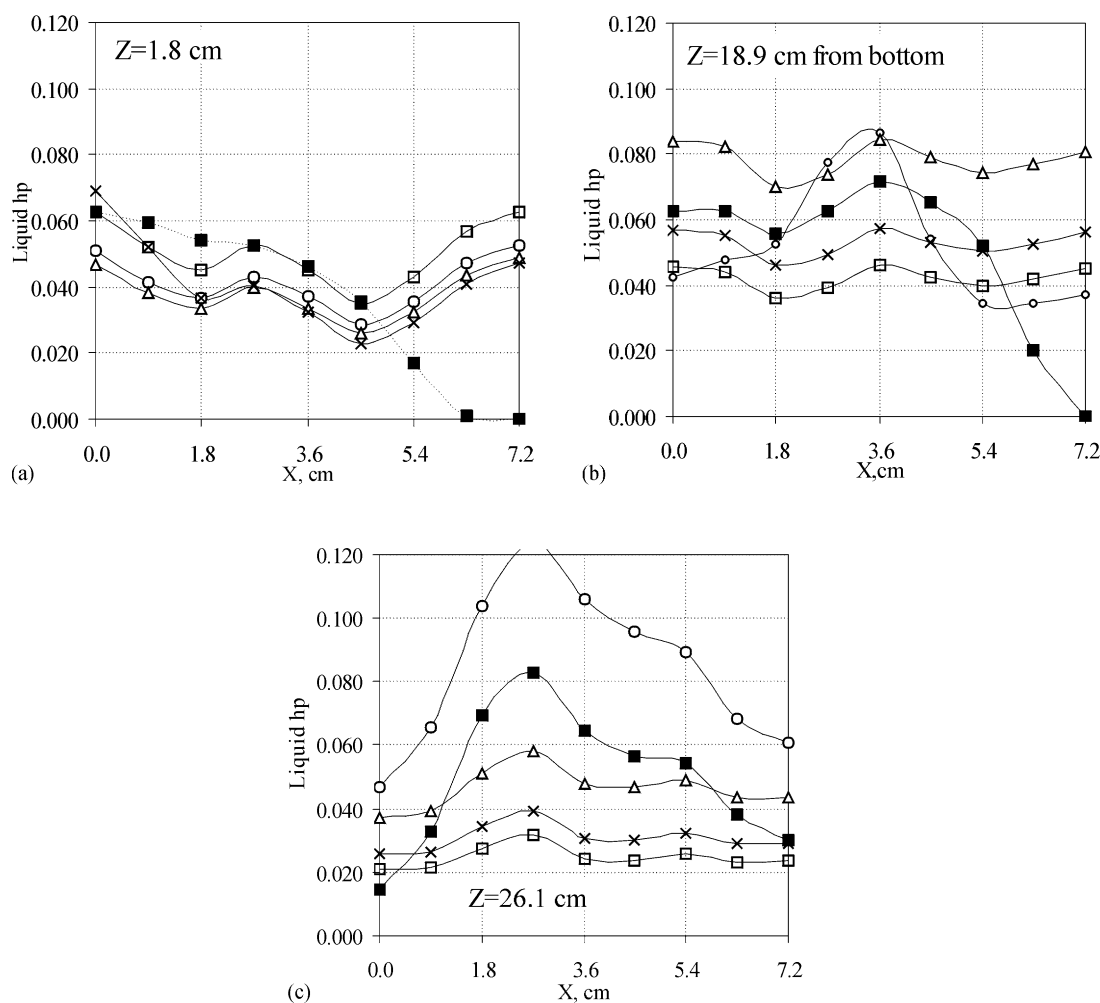 0.120
Z=1.8 cm
0.100
0.080
0.060
0.040
0.020
0.000
Liquid hp
0.0 1.8 3.6 5.4 7.2
X, cm
(a)
0.120
Z=18.9 cm from bottom
0.100
0.080
0.060
0.040
0.020
0.000
Liquid hp
0.0 1.8 3.6 5.4 7.2
X,cm
(b)
0.120
0.100
0.080
0.060
0.040
0.020
0.000
Liquid hp
Z=26.1 cm
0.0 1.8 3.6 5.4 7.2
X, cm
(c)